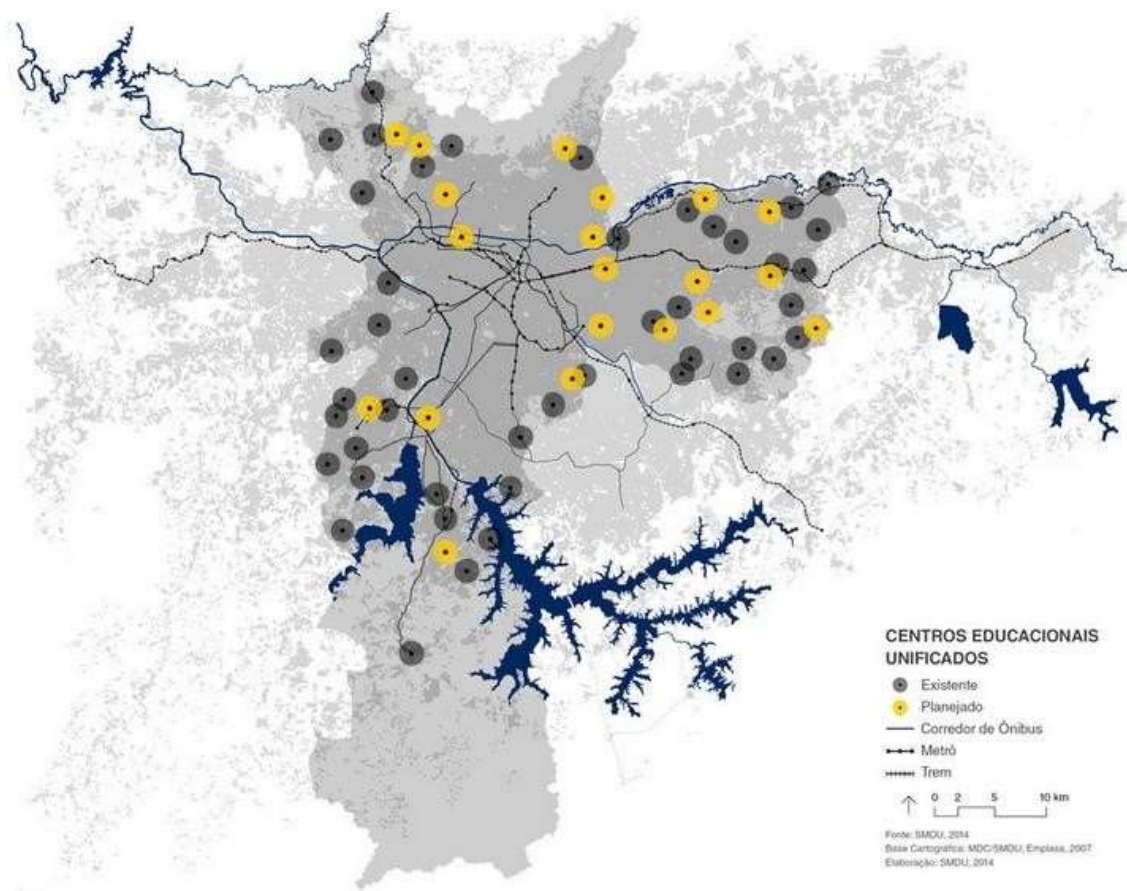 CENTROS EDUCACIONAIS
UNIFICADOS
Existente
Planejado
Corredor de Ônibus
Metrô
Trem
0 2 5 10 km
Fonte: SMDU, 2014
Base Cartográfica: MDC/SMDU, Emplasa, 2007
Elaboração: SMDU, 2014